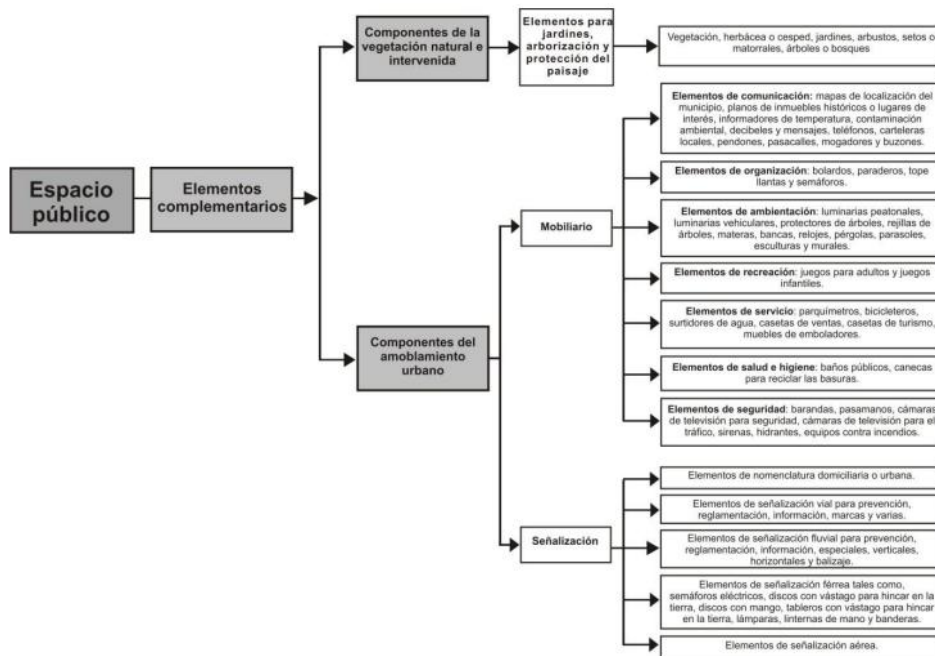 Espacio
público
Elementos
complementarios
Componentes de la
vegetación natural e
intervenida
Elementos para
jardines,
arborización y
protección del
paisaje
Vegetación, herbácea o cesped, jardines, arbustos, setos o
matorrales, árboles o bosques
Componentes del
amoblamiento
urbano
Mobiliario
Elementos de comunicación: mapas de localización del
municipio, planos de inmuebles históricos o lugares de
interés, informadores de temperatura, contaminación
ambiental, decibeles y mensajes, teléfonos, carteleras
locales, pendones, pasacalles, mogadores y buzones.
Elementos de organización: bolardos, paraderos, tope
llantas y semáforos.
Elementos de ambientación: luminarias peatonales,
luminarias vehiculares, protectores de árboles, rejillas de
árboles, materas, bancas, relojes, pérgolas, parasoles,
esculturas y murales.
Elementos de recreación: juegos para adultos y juegos
infantiles.
Elementos de servicio: parquímetros, bicicleteros,
surtidores de agua, casetas de ventas, casetas de turismo,
muebles de emboladores.
Elementos de salud e higiene: baños públicos, canecas
para reciclar las basuras.
Elementos de seguridad: barandas, pasamanos, cámaras
de televisión para seguridad, cámaras de televisión para el
tráfico, sirenas, hidrantes, equipos contra incendios.
Señalización
Elementos de nomenclatura domiciliaria o urbana.
Elementos de señalización vial para prevención,
reglamentación, información, marcas y varias.
Elementos de señalización fluvial para prevención,
reglamentación, información, especiales, verticales,
horizontales y balizaje.
Elementos de señalización férrea tales como,
semáforos eléctricos, discos con vástago para hincar en la
tierra, discos con mango, tableros con vástago para hincar
en la tierra, lámparas, linternas de mano y banderas.
Elementos de señalización aérea.